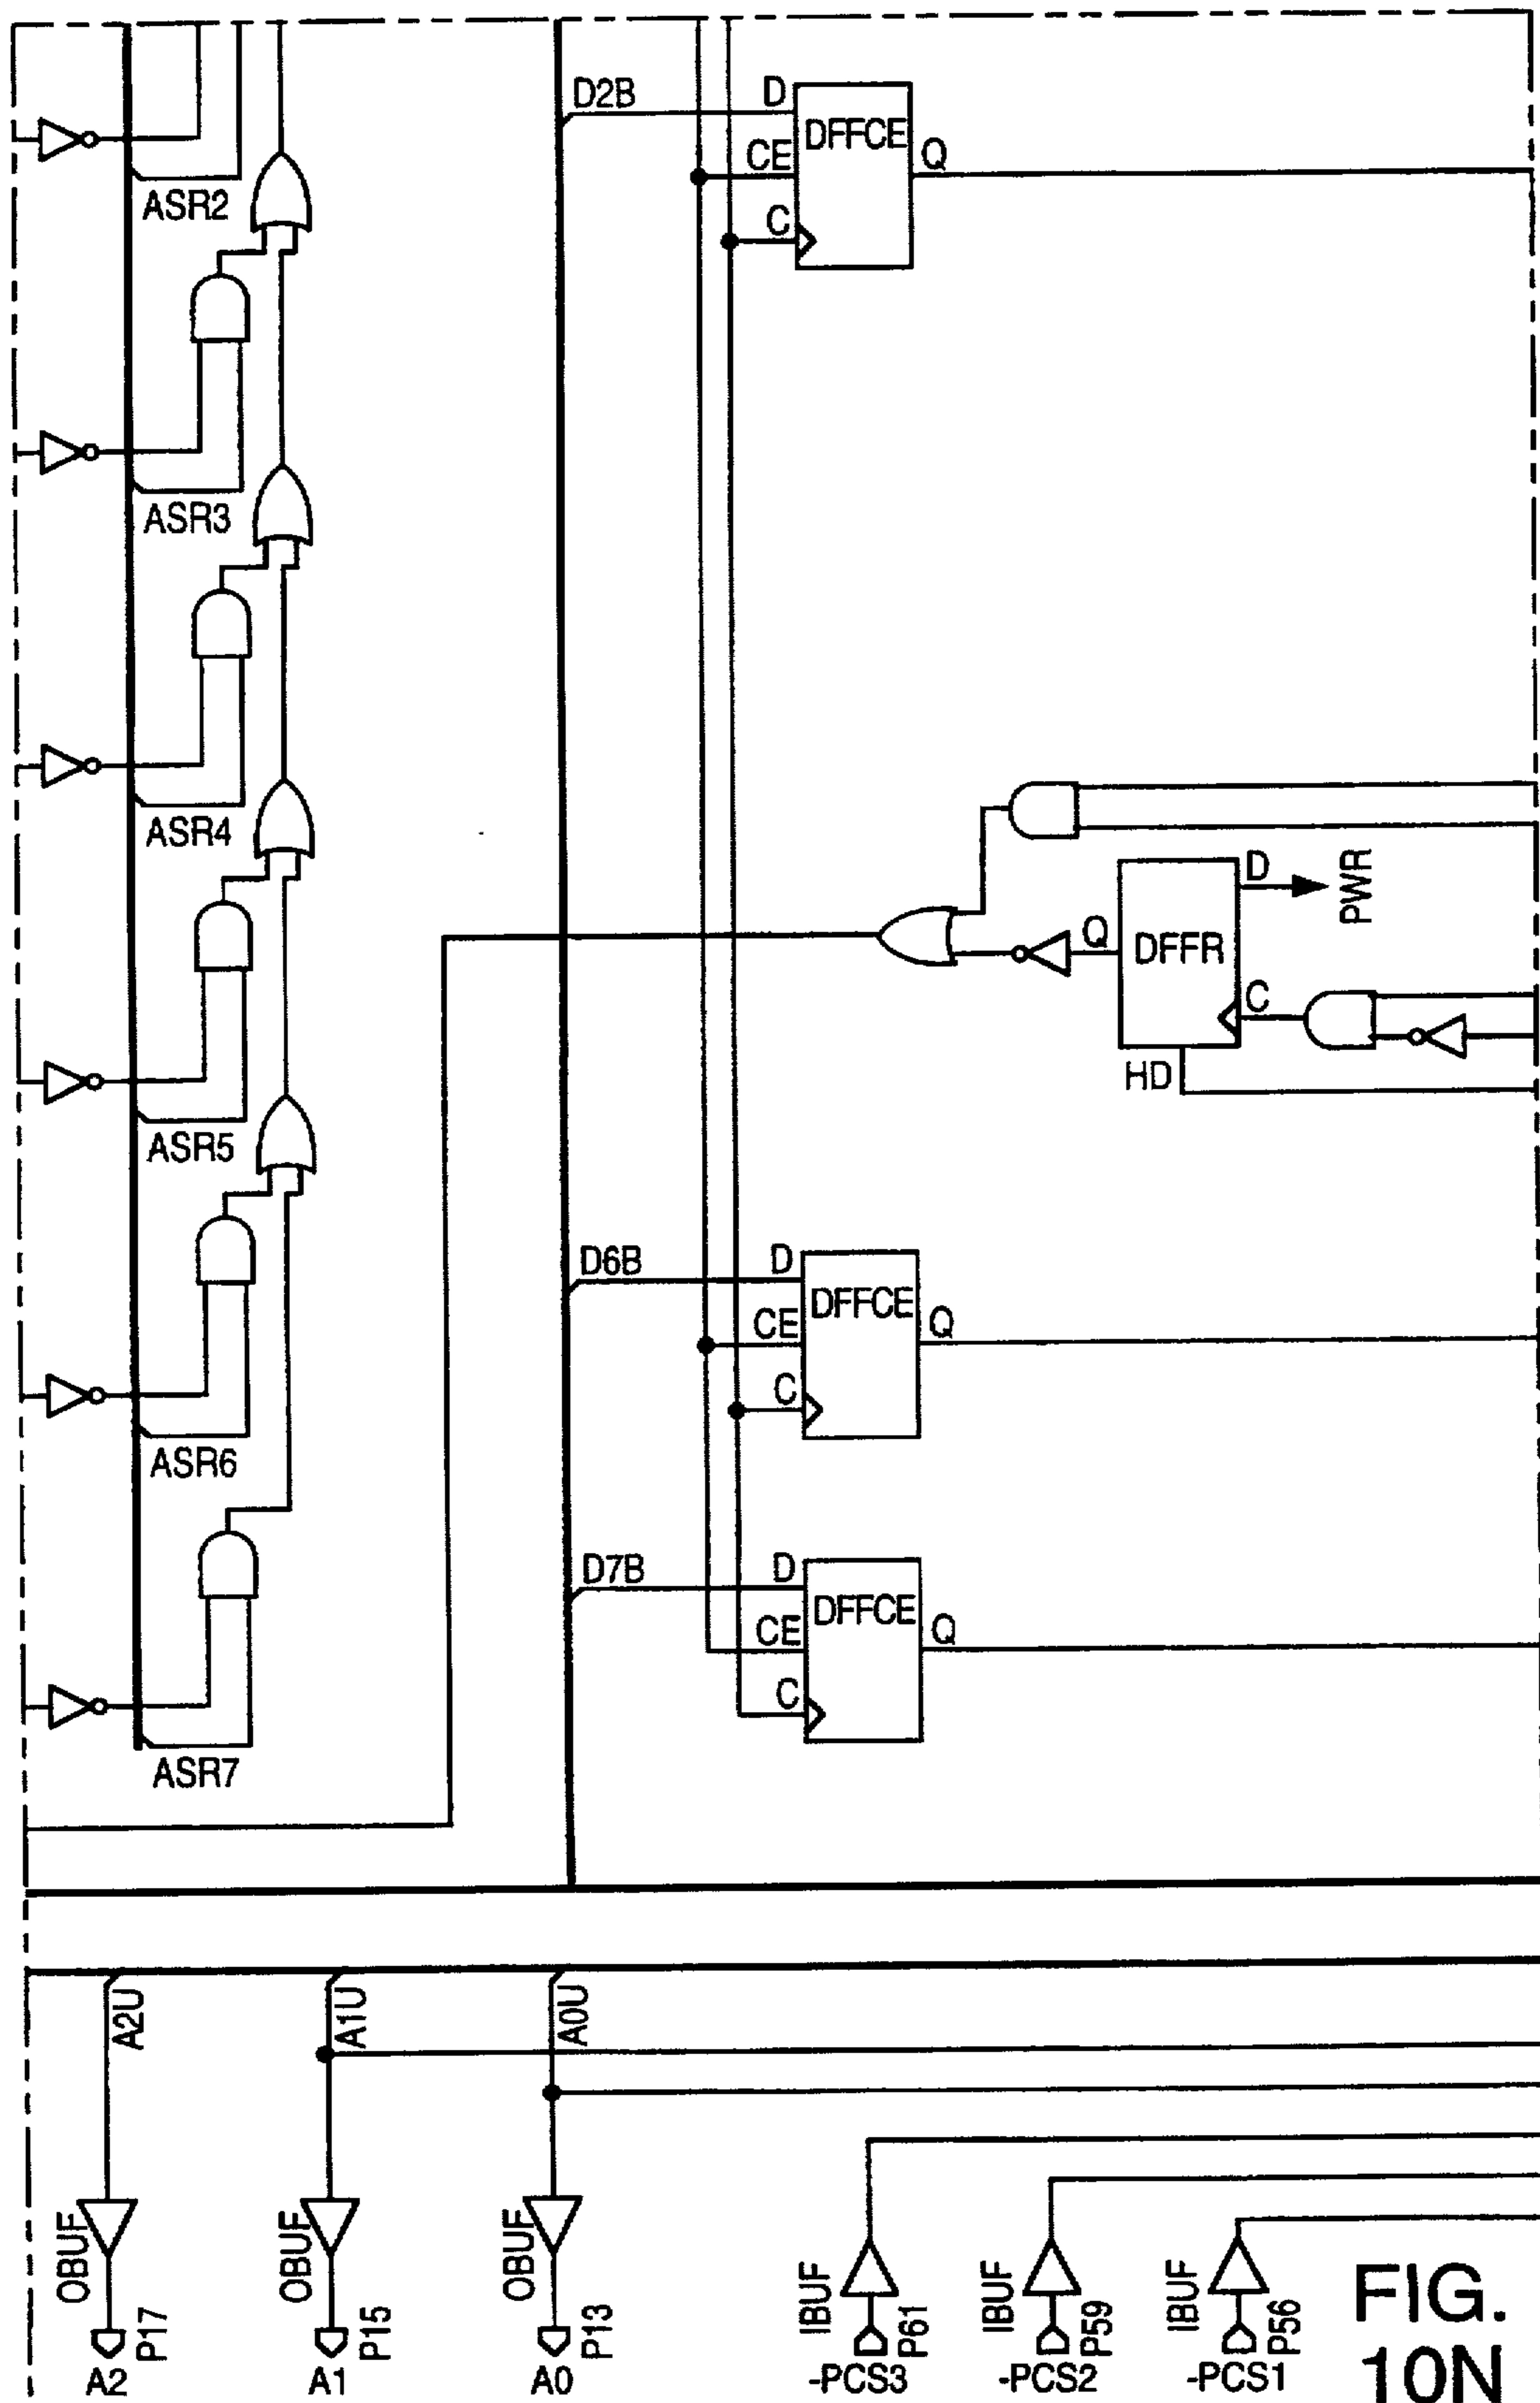 D2B D
DFFCE
CE Q
C
ASR2
ASR3
ASR4
D
PWR
Q DFFR
C
HD
ASR5
D6B D
DFFCE
CE Q
C
ASR6
D7B D
DFFCE
CE Q
C
ASR7
A2U A1U A0U
OBUF OBUF OBUF IBUF IBUF IBUF
P17 P15 P13 P61 P59 P56
A2 A1 A0 -PCS3 -PCS2 -PCS1
FIG.
10N